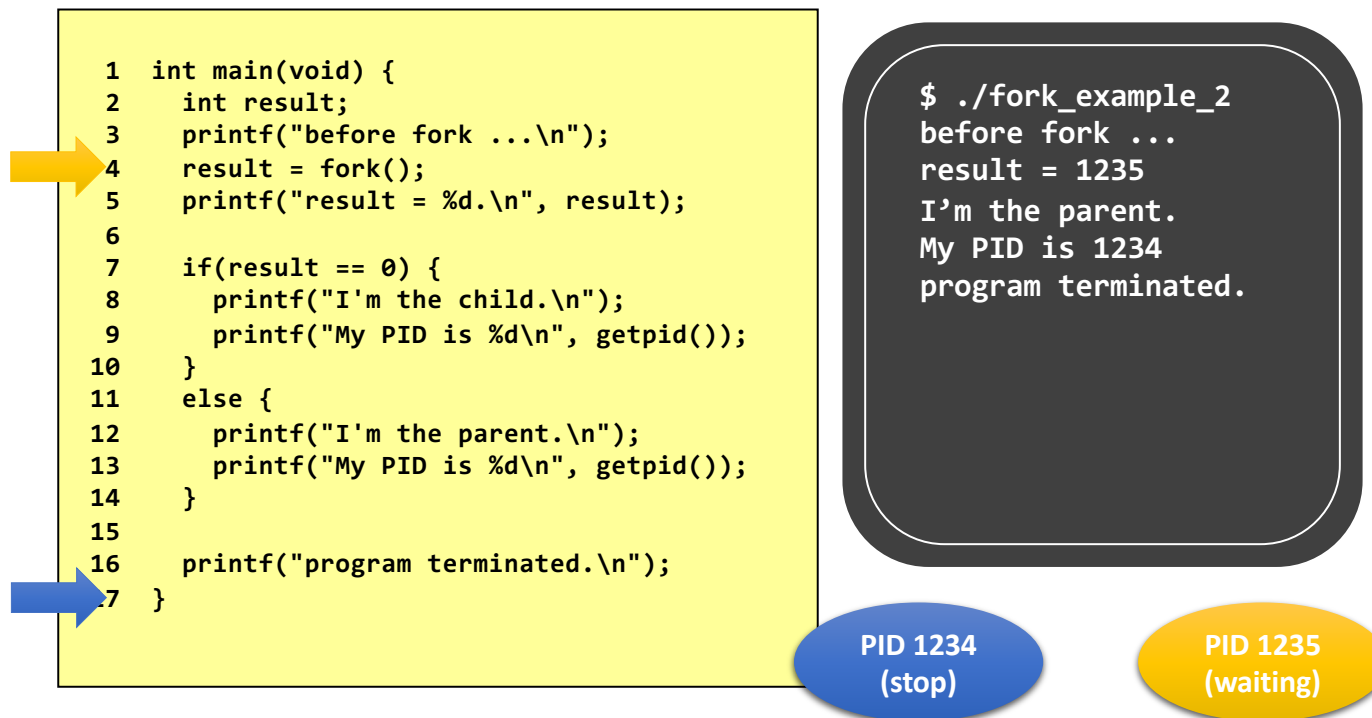 1 int main(void) {
2 int result;
3 printf("before fork ...\n");
4 result = fork();
5 printf("result = %d.\n", result);
6
7 if(result == 0) {
8 printf("I'm the child.\n");
9 printf("My PID is %d\n", getpid());
10 }
11 else {
12 printf("I'm the parent.\n");
13 printf("My PID is %d\n", getpid());
14 }
15
16 printf("program terminated.\n");
17 }
$ ./fork_example_2
before fork ...
result = 1235
I’m the parent.
My PID is 1234
program terminated.
PID 1234
(stop)
PID 1235
(waiting)